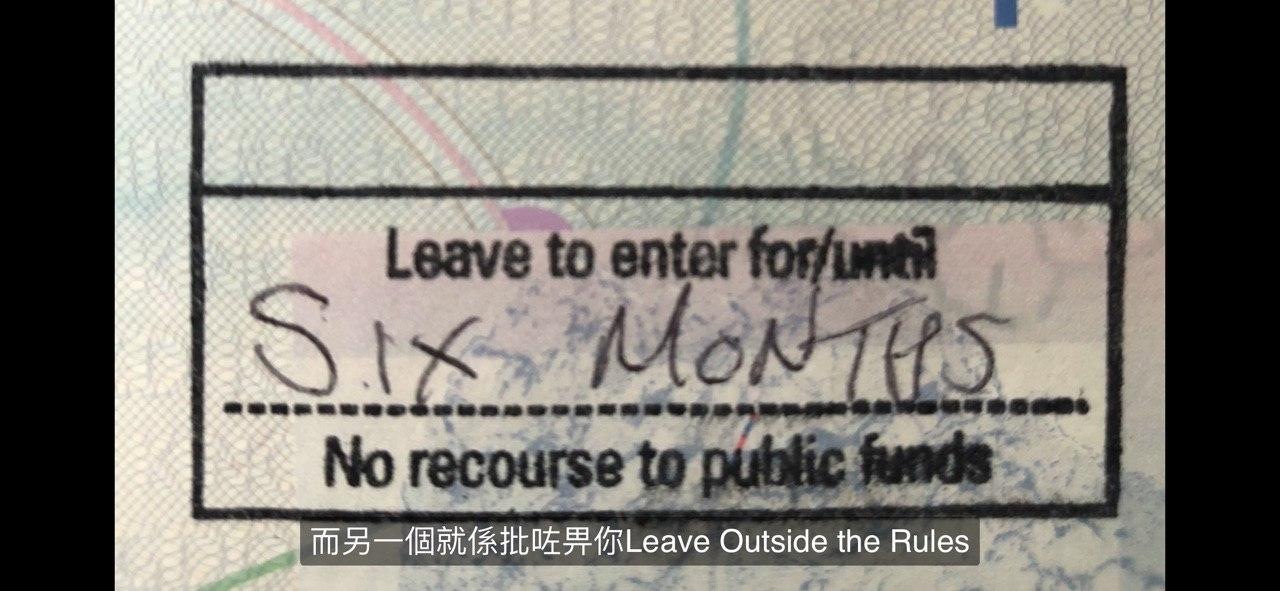 Leave to enter for/until
SIX MONTHS
No recourse to public funds
而另一個就係批咗畀你Leave Outside the Rules